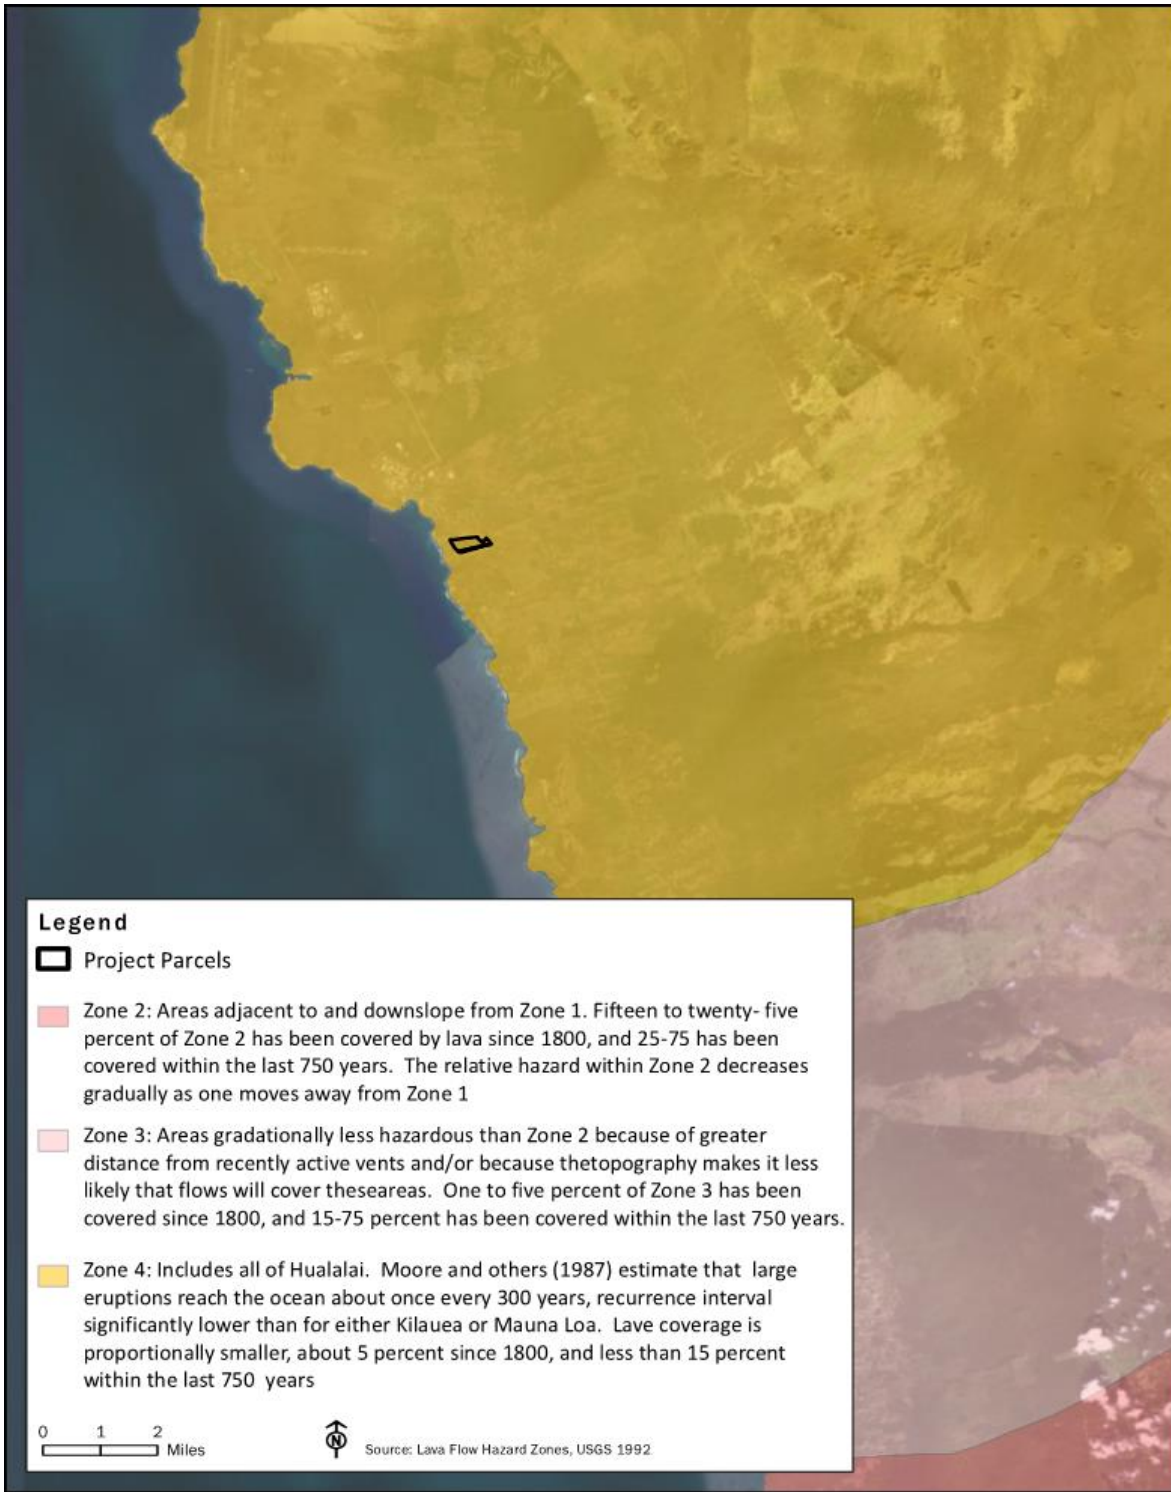 Legend
Project Parcels
Zone 2: Areas adjacent to and downslope from Zone 1. Fifteen to twenty- five
percent of Zone 2 has been covered by lava since 1800, and 25-75 has been
covered within the last 750 years.  The relative hazard within Zone 2 decreases
gradually as one moves away from Zone 1
Zone 3: Areas gradationally less hazardous than Zone 2 because of greater
distance from recently active vents and/or because thetopography makes it less
likely that flows will cover theseareas.  One to five percent of Zone 3 has been
covered since 1800, and 15-75 percent has been covered within the last 750 years.
Zone 4: Includes all of Hualalai.  Moore and others (1987) estimate that  large
eruptions reach the ocean about once every 300 years, recurrence interval
significantly lower than for either Kilauea or Mauna Loa.  Lave coverage is
proportionally smaller, about 5 percent since 1800, and less than 15 percent
within the last 750  years
0 1 2
Miles
N
Source: Lava Flow Hazard Zones, USGS 1992